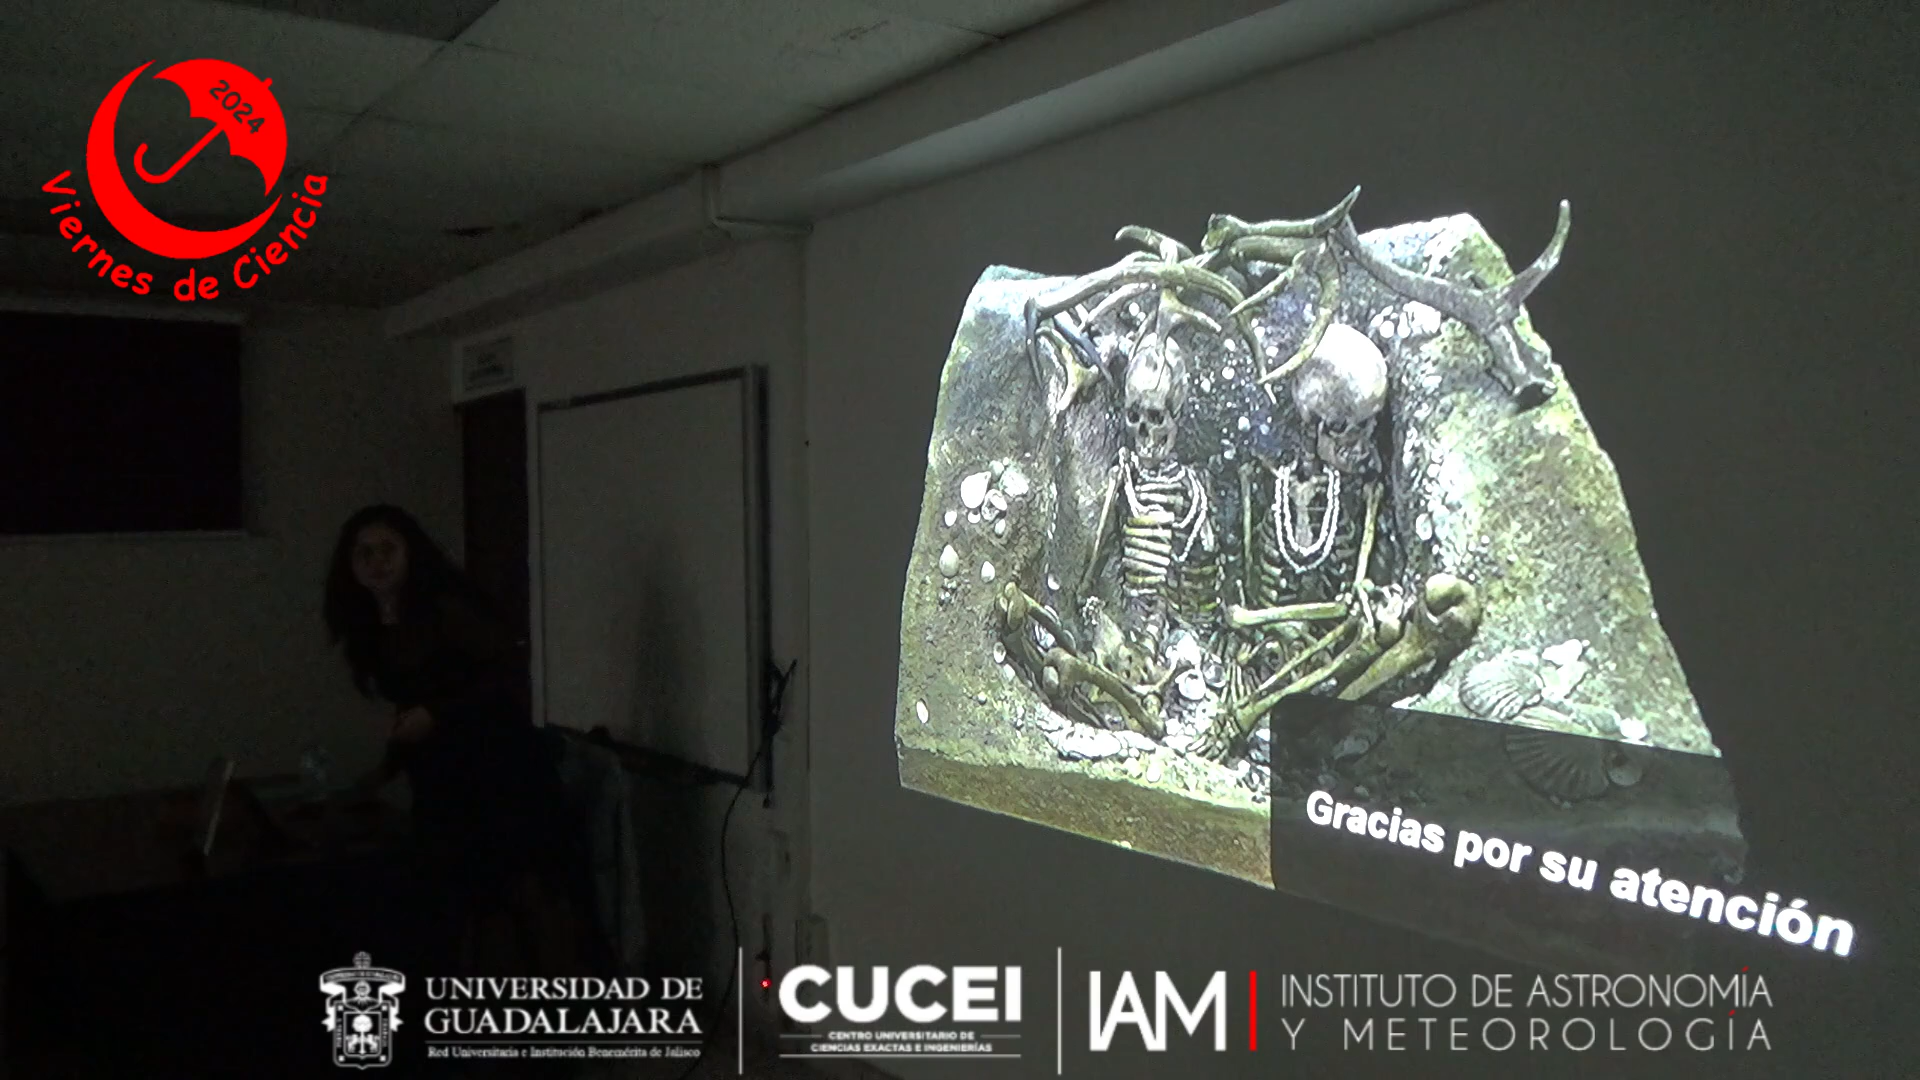 2024
Viernes de Ciencia
Gracias por su atención
UNIVERSIDAD DE
GUADALAJARA
Red Universitaria e Institución Benemérita de Jalisco
CUCEI
CENTRO UNIVERSITARIO DE
CIENCIAS EXACTAS E INGENIERÍAS
IAM
INSTITUTO DE ASTRONOMÍA
Y METEOROLOGÍA